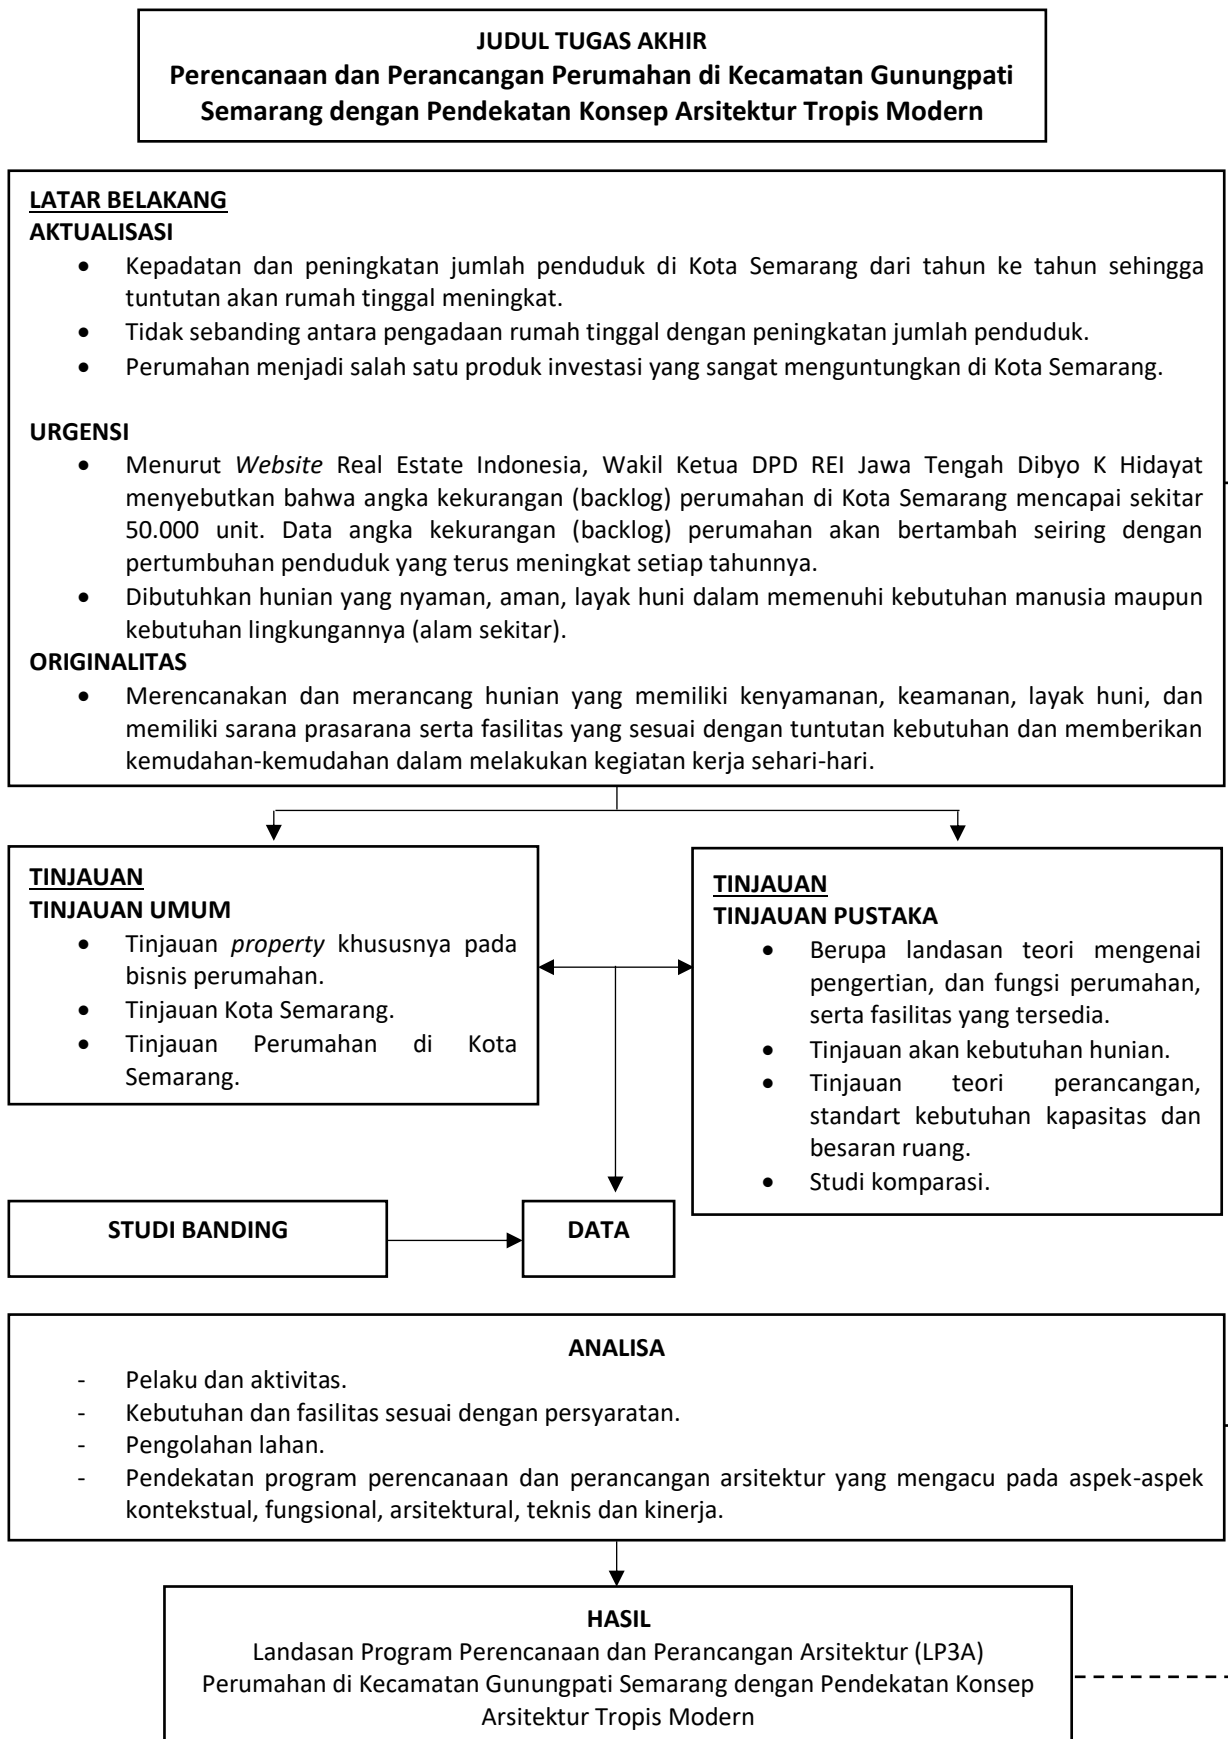 JUDUL TUGAS AKHIR
Perencanaan dan Perancangan Perumahan di Kecamatan Gunungpati
Semarang dengan Pendekatan Konsep Arsitektur Tropis Modern
LATAR BELAKANG
AKTUALISASI
• Kepadatan dan peningkatan jumlah penduduk di Kota Semarang dari tahun ke tahun sehingga
tuntutan akan rumah tinggal meningkat.
• Tidak sebanding antara pengadaan rumah tinggal dengan peningkatan jumlah penduduk.
• Perumahan menjadi salah satu produk investasi yang sangat menguntungkan di Kota Semarang.
URGENSI
• Menurut Website Real Estate Indonesia, Wakil Ketua DPD REI Jawa Tengah Dibyo K Hidayat
menyebutkan bahwa angka kekurangan (backlog) perumahan di Kota Semarang mencapai sekitar
50.000 unit. Data angka kekurangan (backlog) perumahan akan bertambah seiring dengan
pertumbuhan penduduk yang terus meningkat setiap tahunnya.
• Dibutuhkan hunian yang nyaman, aman, layak huni dalam memenuhi kebutuhan manusia maupun
kebutuhan lingkungannya (alam sekitar).
ORIGINALITAS
• Merencanakan dan merancang hunian yang memiliki kenyamanan, keamanan, layak huni, dan
memiliki sarana prasarana serta fasilitas yang sesuai dengan tuntutan kebutuhan dan memberikan
kemudahan-kemudahan dalam melakukan kegiatan kerja sehari-hari.
TINJAUAN
TINJAUAN UMUM
• Tinjauan property khususnya pada
bisnis perumahan.
• Tinjauan Kota Semarang.
• Tinjauan Perumahan di Kota
Semarang.
TINJAUAN
TINJAUAN PUSTAKA
• Berupa landasan teori mengenai
pengertian, dan fungsi perumahan,
serta fasilitas yang tersedia.
• Tinjauan akan kebutuhan hunian.
• Tinjauan teori perancangan,
standart kebutuhan kapasitas dan
besaran ruang.
• Studi komparasi.
STUDI BANDING
DATA
ANALISA
- Pelaku dan aktivitas.
- Kebutuhan dan fasilitas sesuai dengan persyaratan.
- Pengolahan lahan.
- Pendekatan program perencanaan dan perancangan arsitektur yang mengacu pada aspek-aspek
kontekstual, fungsional, arsitektural, teknis dan kinerja.
HASIL
Landasan Program Perencanaan dan Perancangan Arsitektur (LP3A)
Perumahan di Kecamatan Gunungpati Semarang dengan Pendekatan Konsep
Arsitektur Tropis Modern